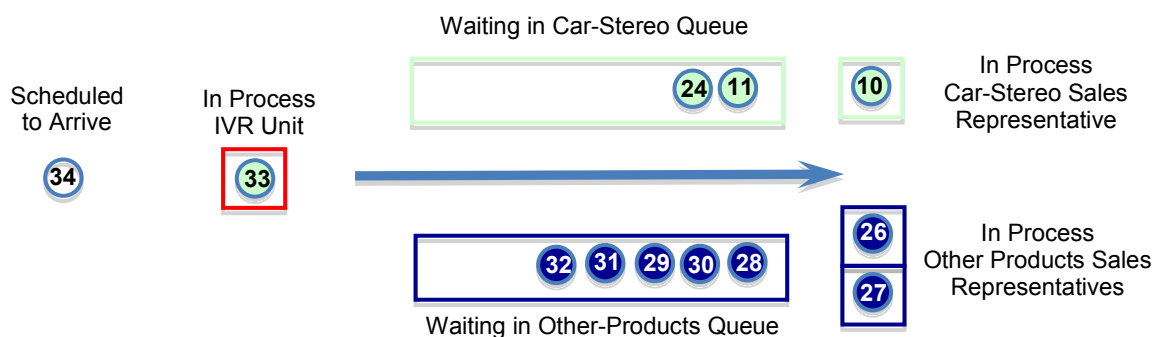 Waiting in Car-Stereo Queue
24 11
10
In Process
Car-Stereo Sales
Representative
Scheduled
to Arrive
In Process
IVR Unit
34
33
26
27
In Process
Other Products Sales
Representatives
32 31 29 30 28
Waiting in Other-Products Queue